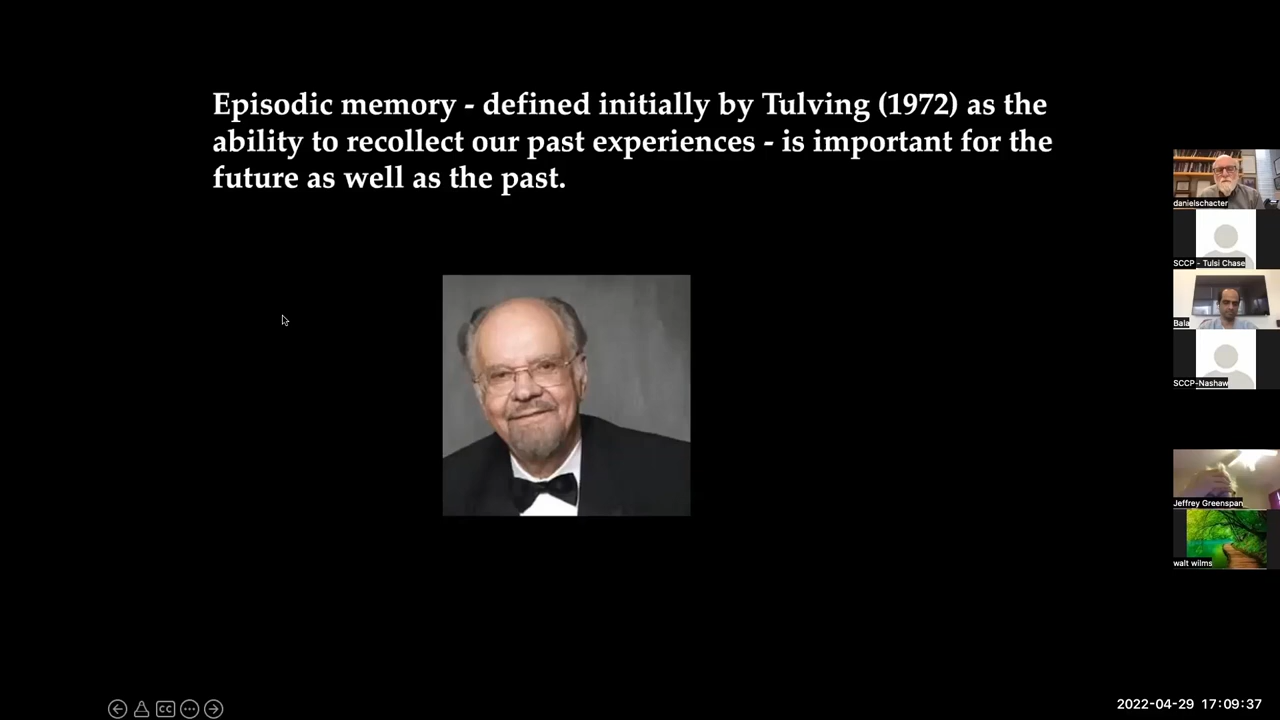 Episodic memory - defined initially by Tulving (1972) as the
ability to recollect our past experiences - is important for the
future as well as the past.
danielschacter
SCCP - Tulsi Chase
Bala
SCCP-Nashaw
Jeffrey Greenspan
walt wilms
CC
2022-04-29 17:09:37